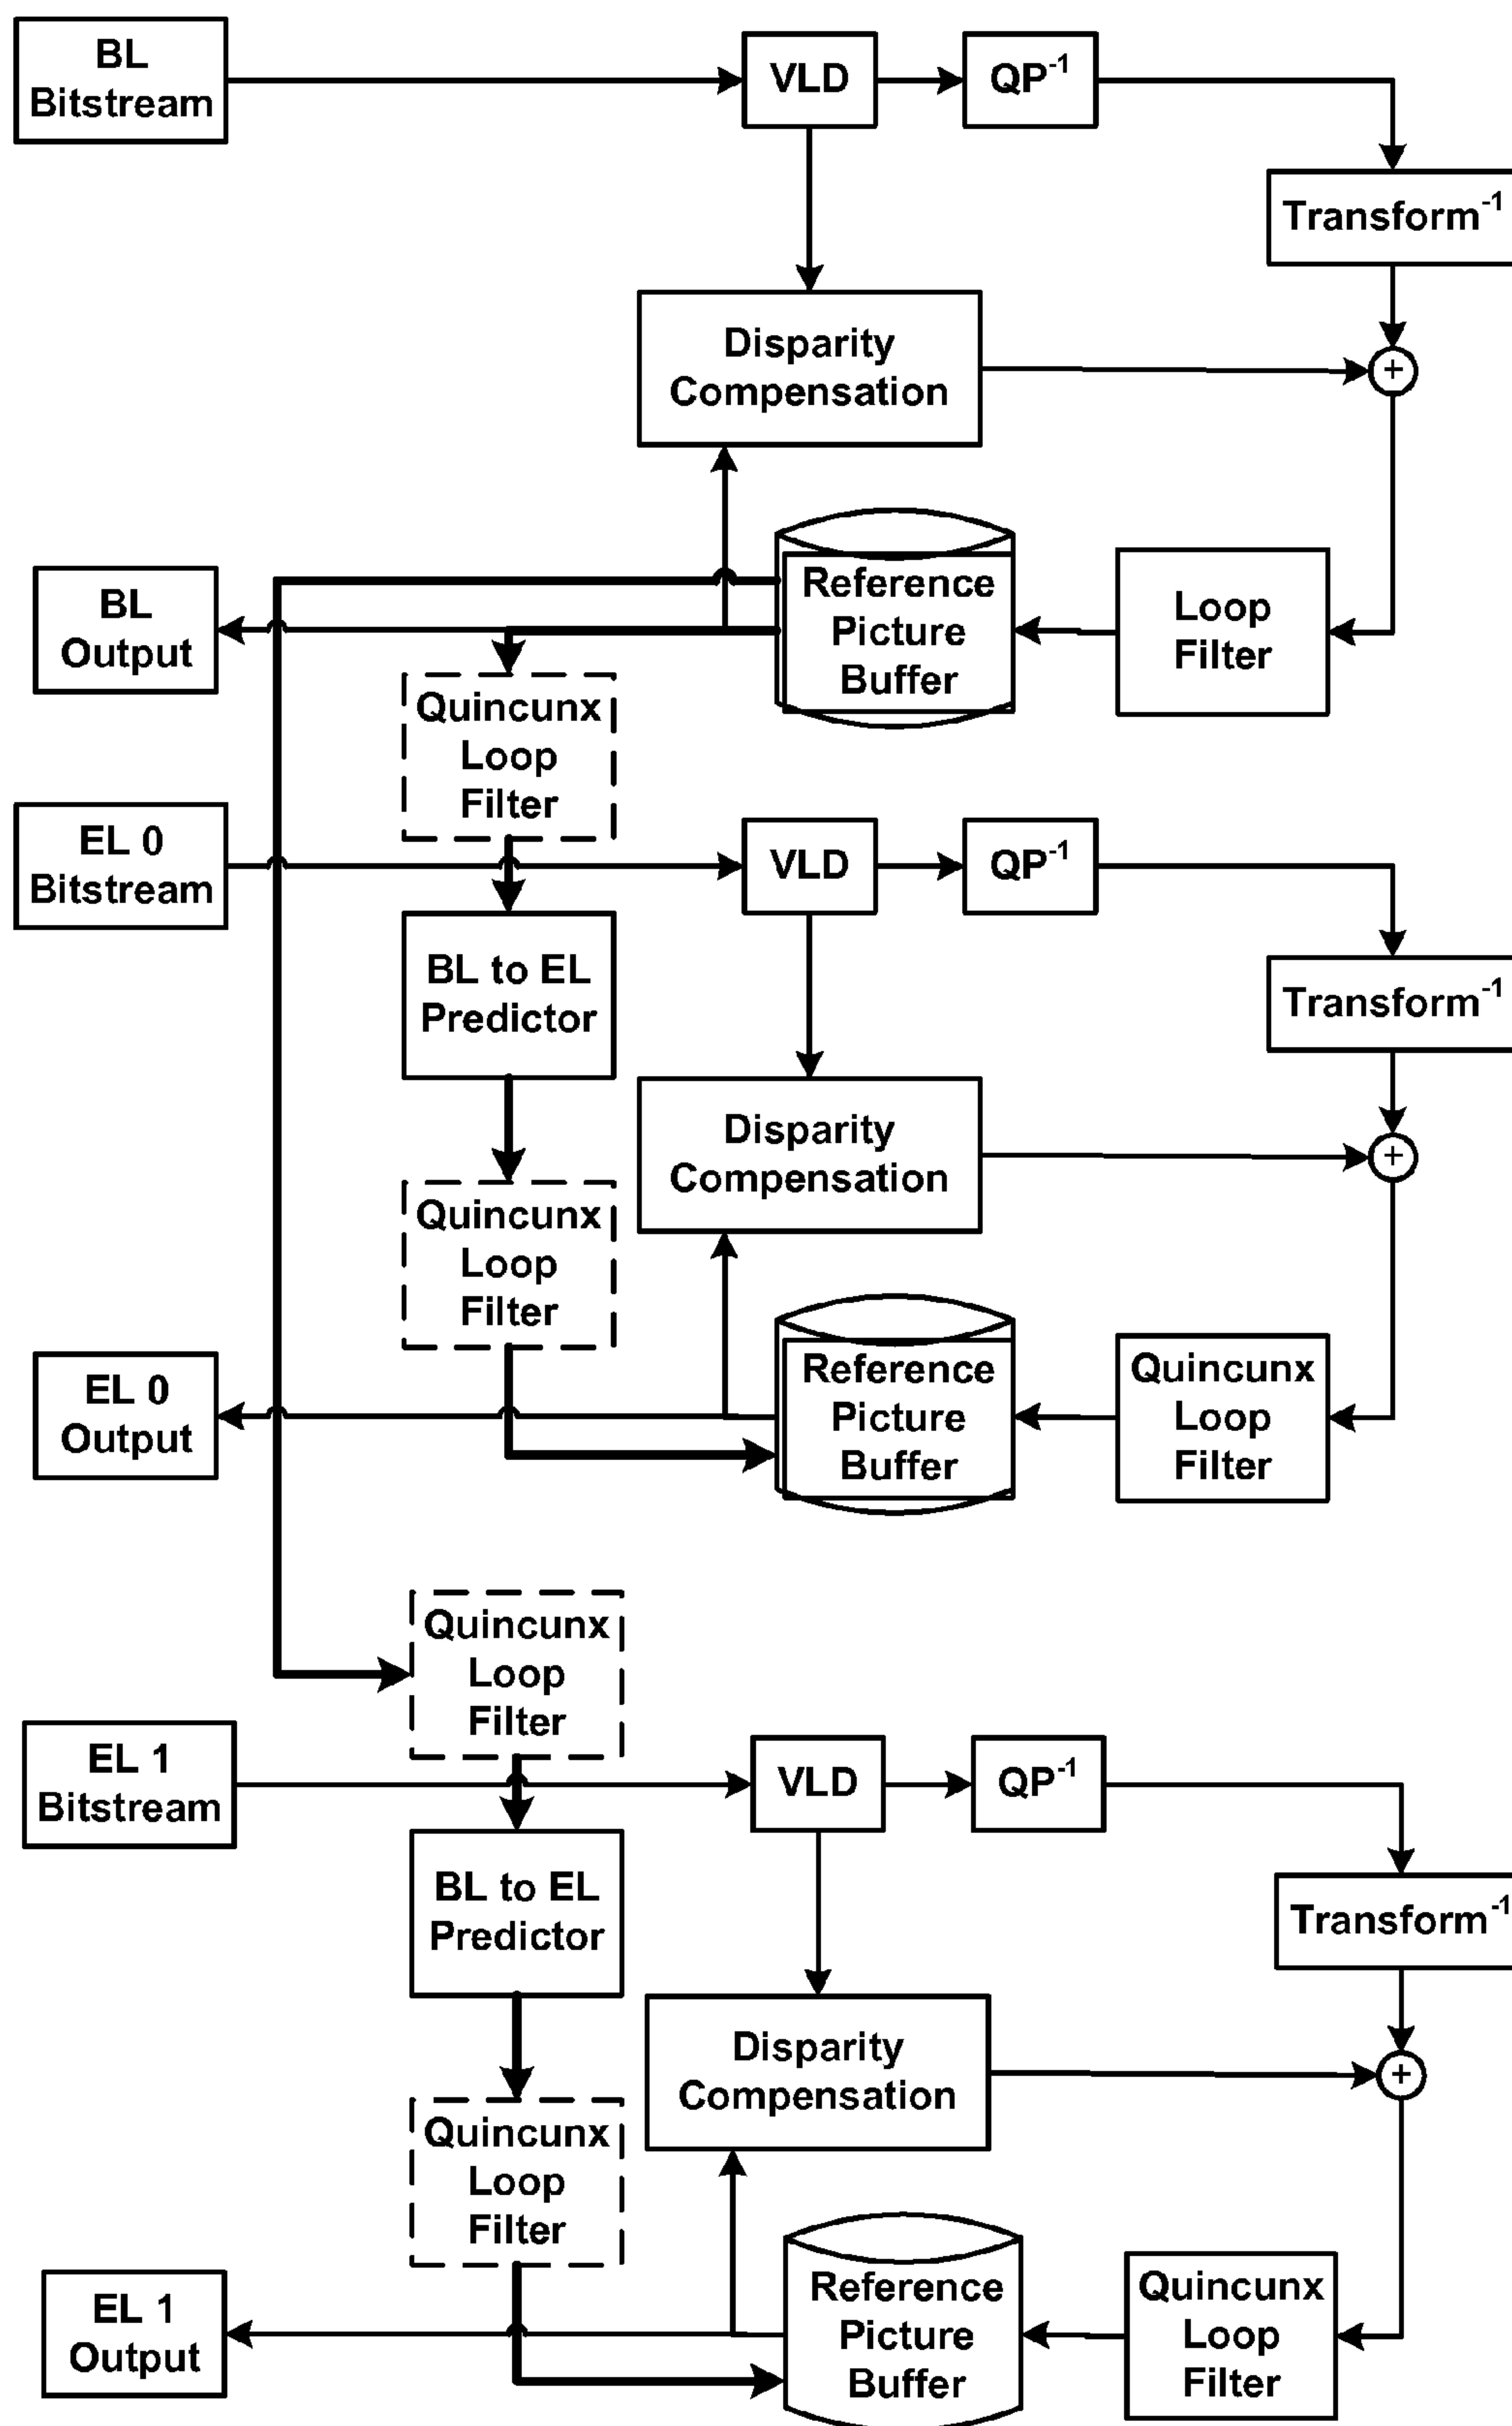 BL
Bitstream
VLD
QP-1
Transform-1
Disparity
Compensation
+
BL
Output
Reference
Picture
Buffer
Loop
Filter
Quincunx
Loop
Filter
EL 0
Bitstream
VLD
QP-1
Transform-1
BL to EL
Predictor
Disparity
Compensation
+
Quincunx
Loop
Filter
EL 0
Output
Reference
Picture
Buffer
Quincunx
Loop
Filter
Quincunx
Loop
Filter
EL 1
Bitstream
VLD
QP-1
Transform-1
BL to EL
Predictor
Disparity
Compensation
+
Quincunx
Loop
Filter
EL 1
Output
Reference
Picture
Buffer
Quincunx
Loop
Filter